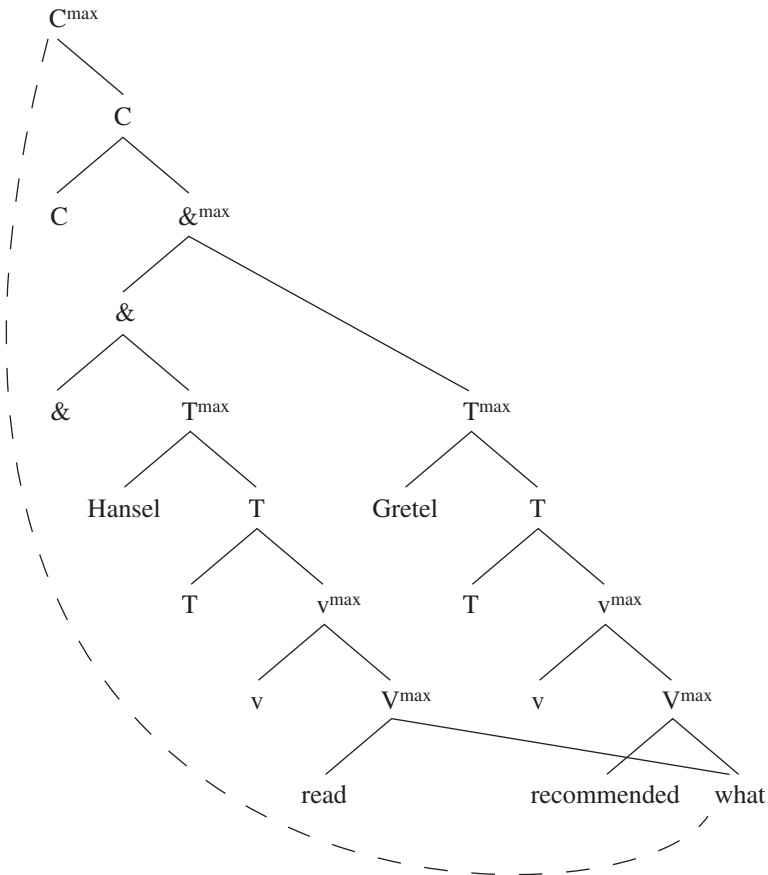 Cmax
C
C &max
&
& Tmax Tmax
Hansel T Gretel T
T vmax T vmax
v Vmax v Vmax
read recommended what